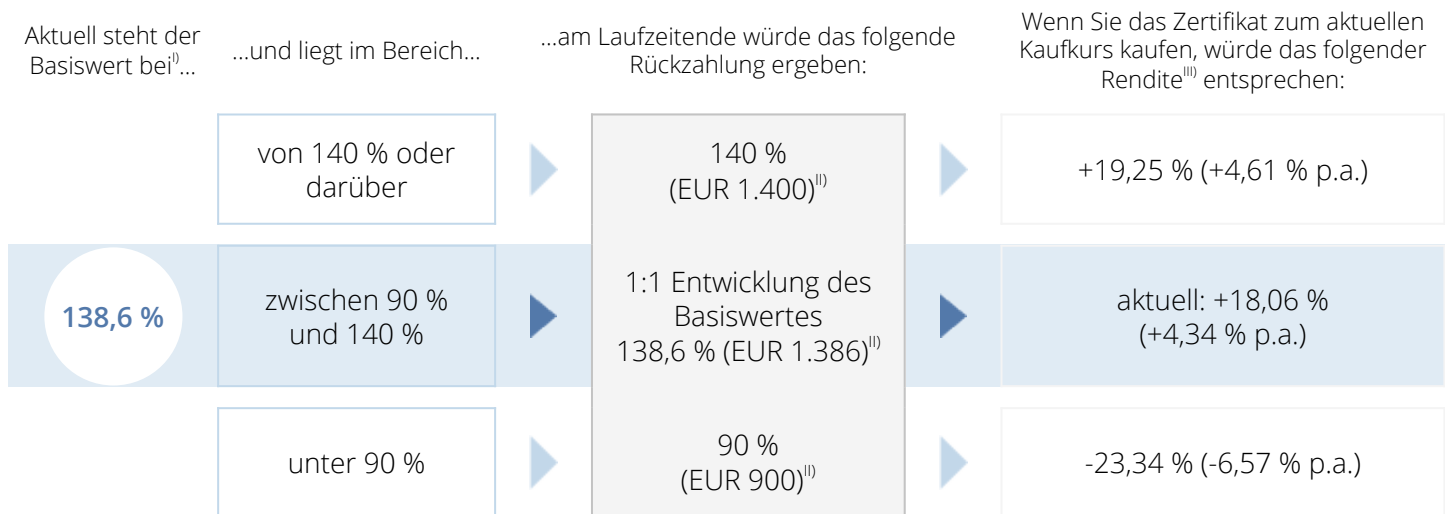 Aktuell steht der
Basiswert bei I)...
...und liegt im Bereich...
...am Laufzeitende würde das folgende
Rückzahlung ergeben:
Wenn Sie das Zertifikat zum aktuellen
Kaufkurs kaufen, würde das folgender
Rendite III) entsprechen:
von 140 % oder
darüber
140 %
(EUR 1.400) II)
+19,25 % (+4,61 % p.a.)
138,6 %
zwischen 90 %
und 140 %
1:1 Entwicklung des
Basiswertes
138,6 % (EUR 1.386) II)
aktuell: +18,06 %
(+4,34 % p.a.)
unter 90 %
90 %
(EUR 900) II)
-23,34 % (-6,57 % p.a.)